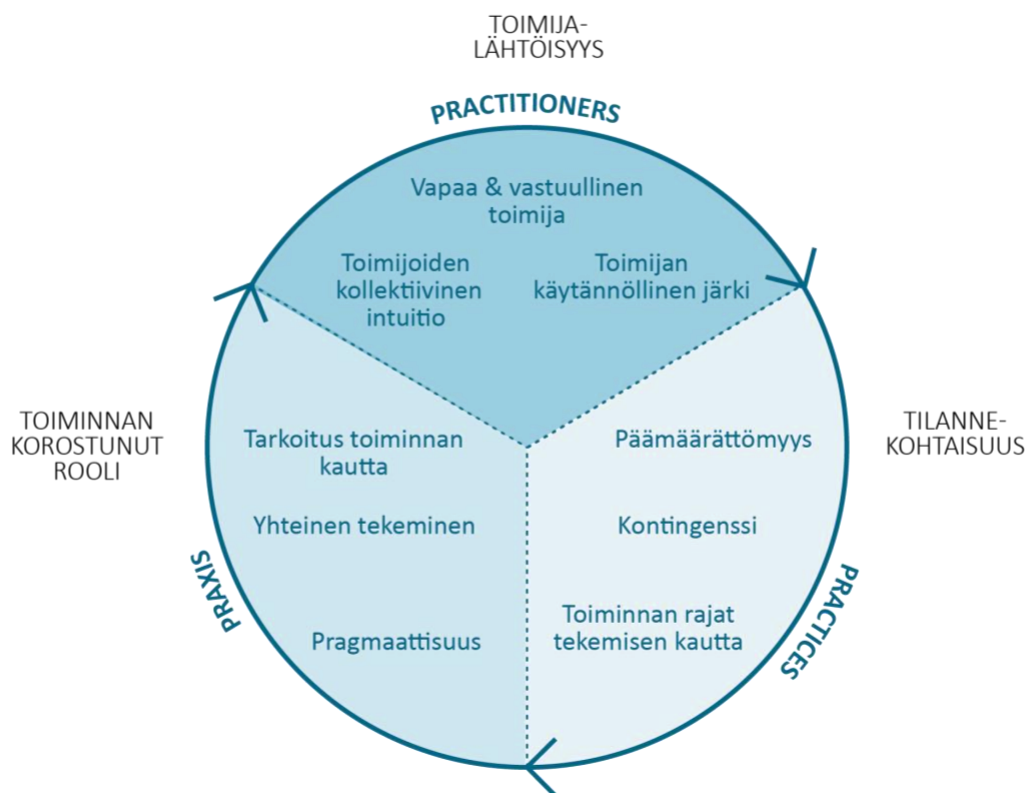 TOIMIJA-
LÄHTÖISYYS
PRACTITIONERS
Vapaa & vastuullinen
toimija
Toimijoiden
kollektiivinen
intuitio
Toimijan
käytännöllinen järki
TOIMINNAN
KOROSTUNUT
ROOLI
Tarkoitus toiminnan
kautta
Yhteinen tekeminen
Pragmaattisuus
PRAXIS
Päämäärättömyys
Kontingenssi
Toiminnan rajat
tekemisen kautta
PRACTICES
TILANNE-
KOHTAISUUS